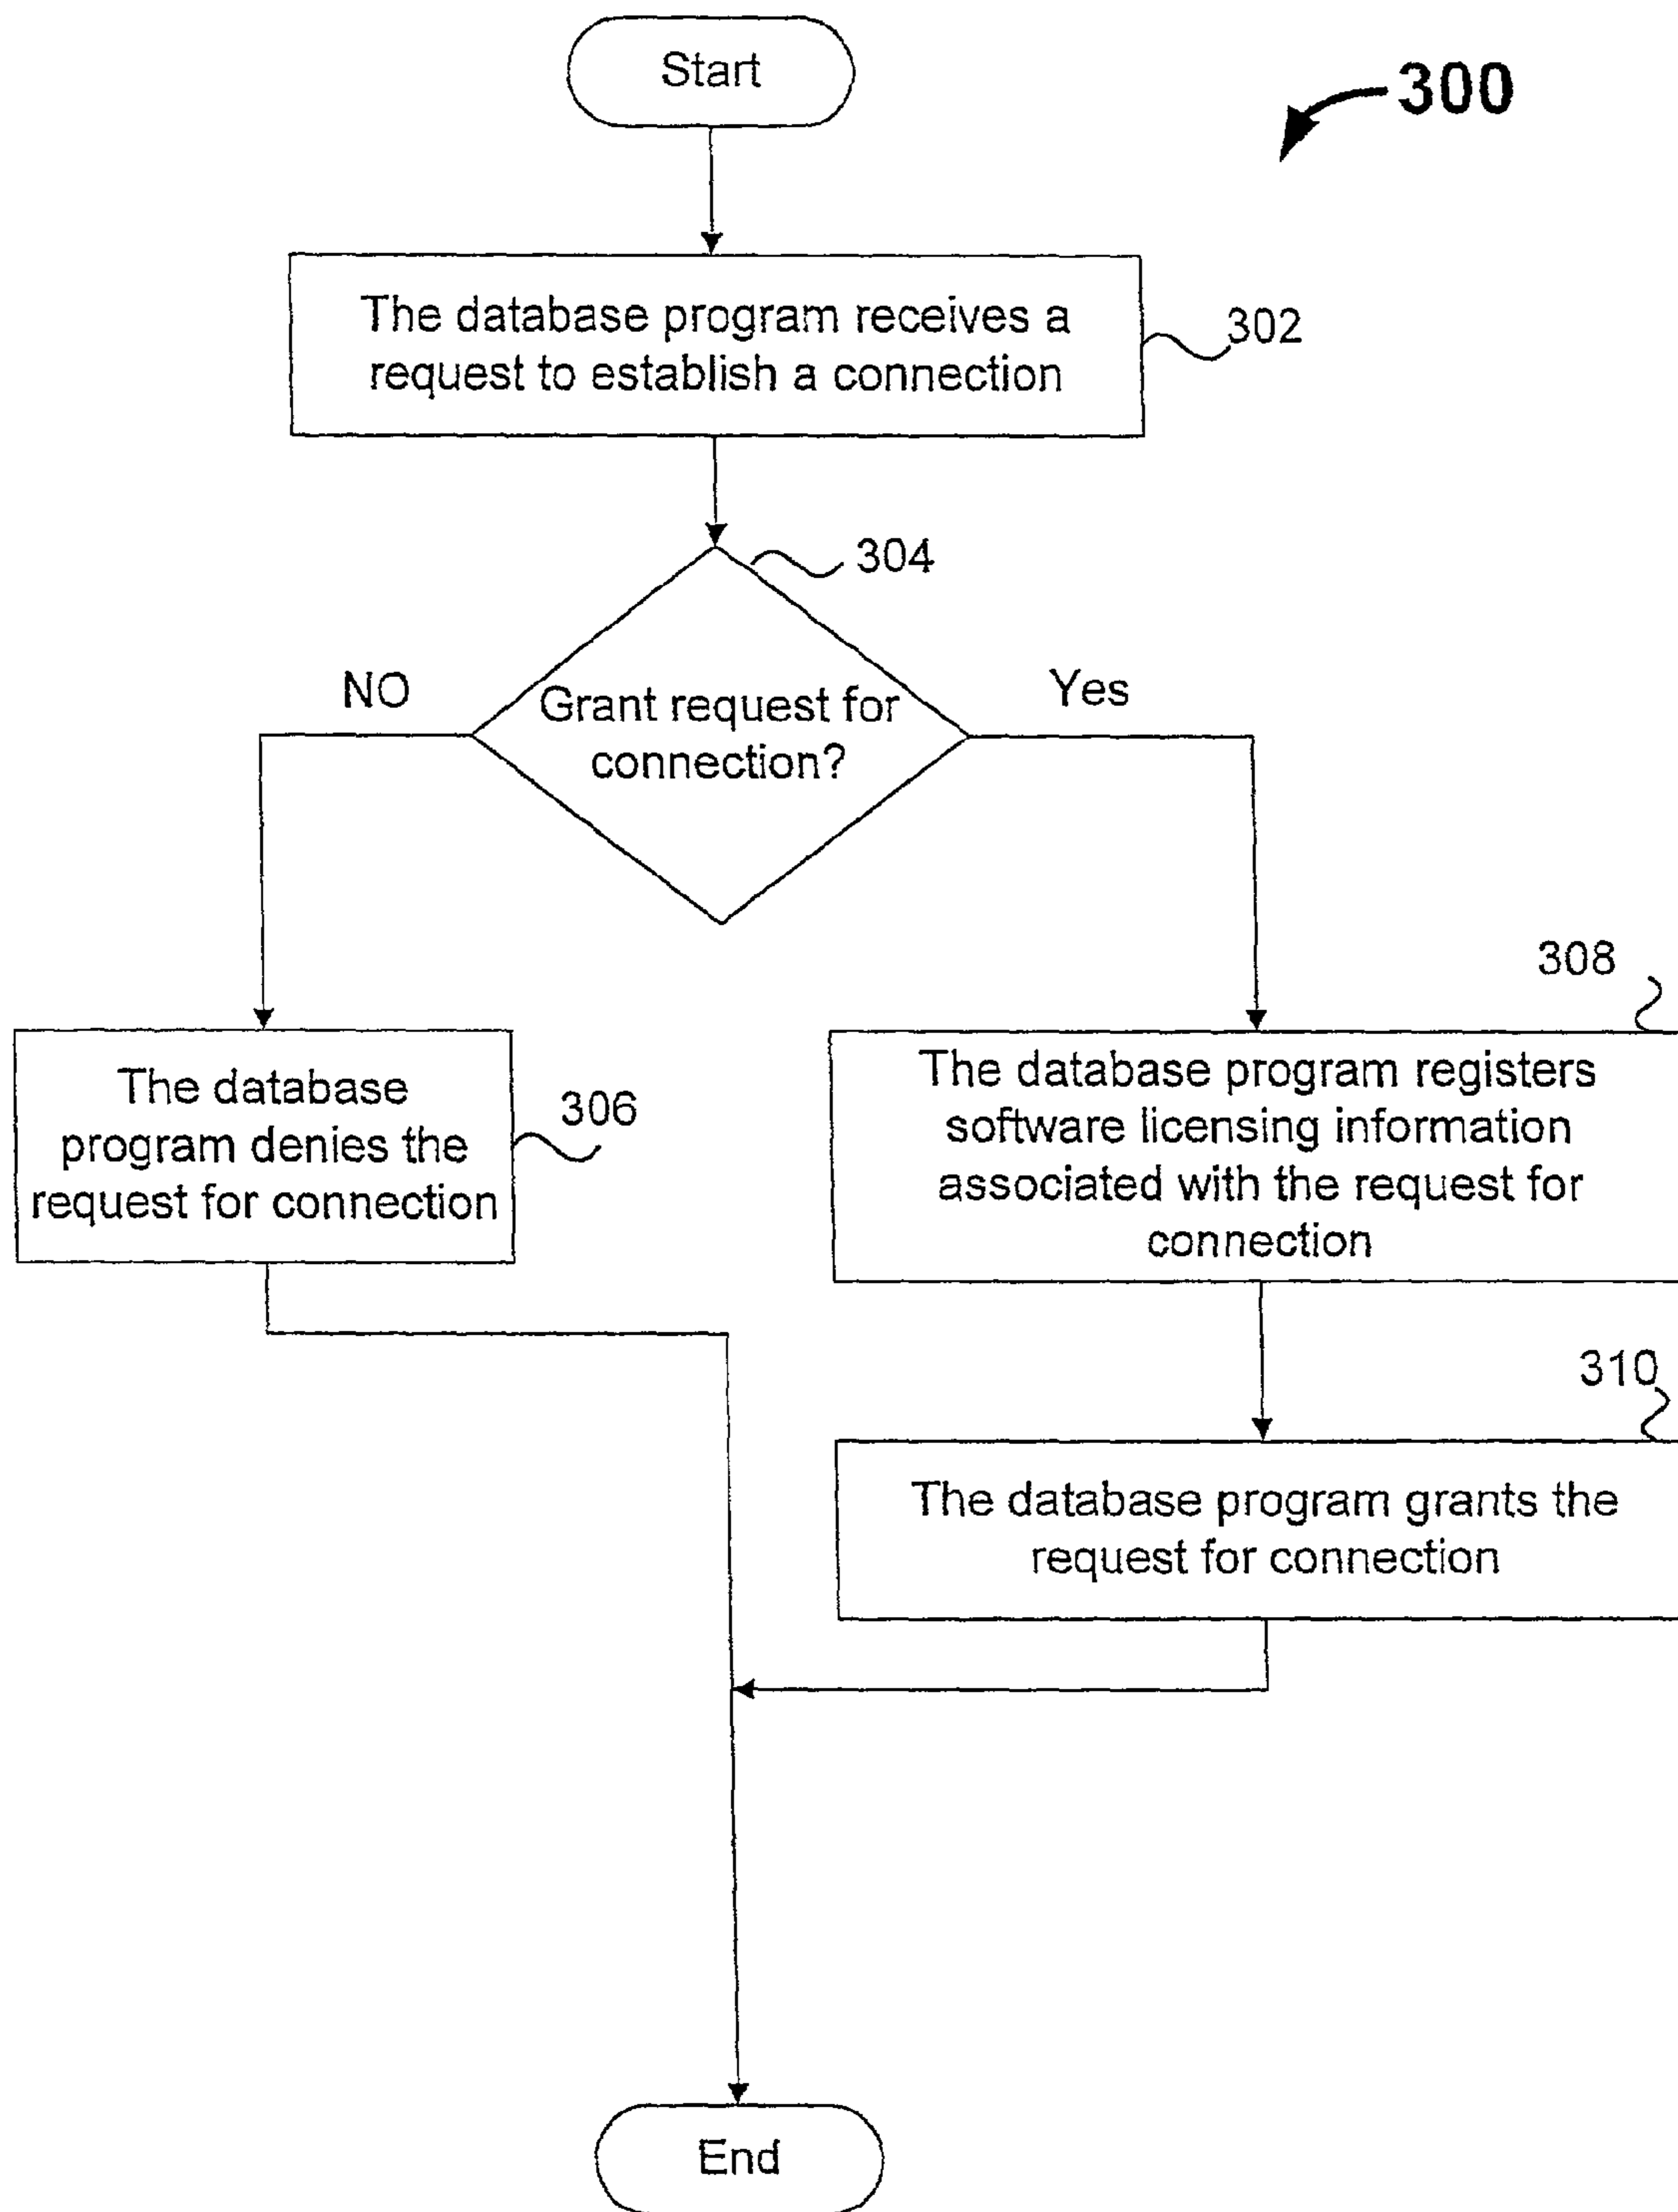 Start
300
The database program receives a
request to establish a connection
302
304
NO
Grant request for
connection?
Yes
308
The database
program denies the
request for connection
306
The database program registers
software licensing information
associated with the request for
connection
310
The database program grants the
request for connection
End